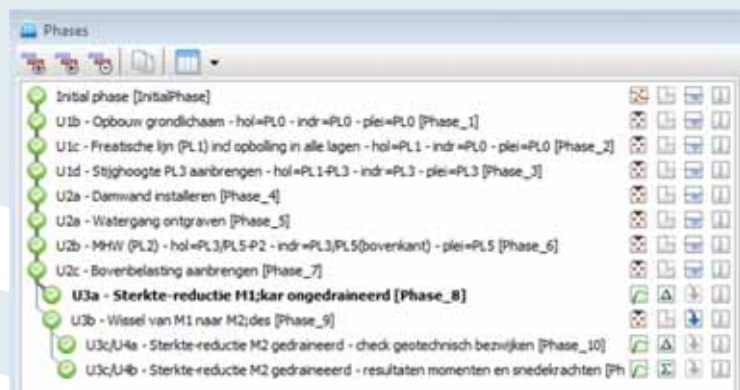 Phases
Initial phase [InitialPhase]
U1b - Opbouw grondlichaam - hol=PL0 - indr=PL0 - plei=PL0 [Phase_1]
U1c - Freatische lijn (PL1) incl opbolling in alle lagen - hol=PL1 - indr=PL0 - plei=PL0 [Phase_2]
U1d - Stijghoogte PL3 aanbrengen - hol=PL1-PL3 - indr=PL3 - plei=PL3 [Phase_3]
U2a - Damwand installeren [Phase_4]
U2a - Watergang ontgraven [Phase_5]
U2b - MHW (PL2) - hol=PL3/PL5-P2 - indr=PL3/PL5(bovenkant) - plei=PL5 [Phase_6]
U2c - Bovenbelasting aanbrengen [Phase_7]
U3a - Sterkte-reductie M1;kar ongedraineerd [Phase_8]
U3b - Wissel van M1 naar M2;des [Phase_9]
U3c/U4a - Sterkte-reductie M2 gedraineerd - check geotechnisch bezwijken [Phase_10]
U3c/U4b - Sterkte-reductie M2 gedraineeerd - resultaten momenten en snedekrachten [Ph